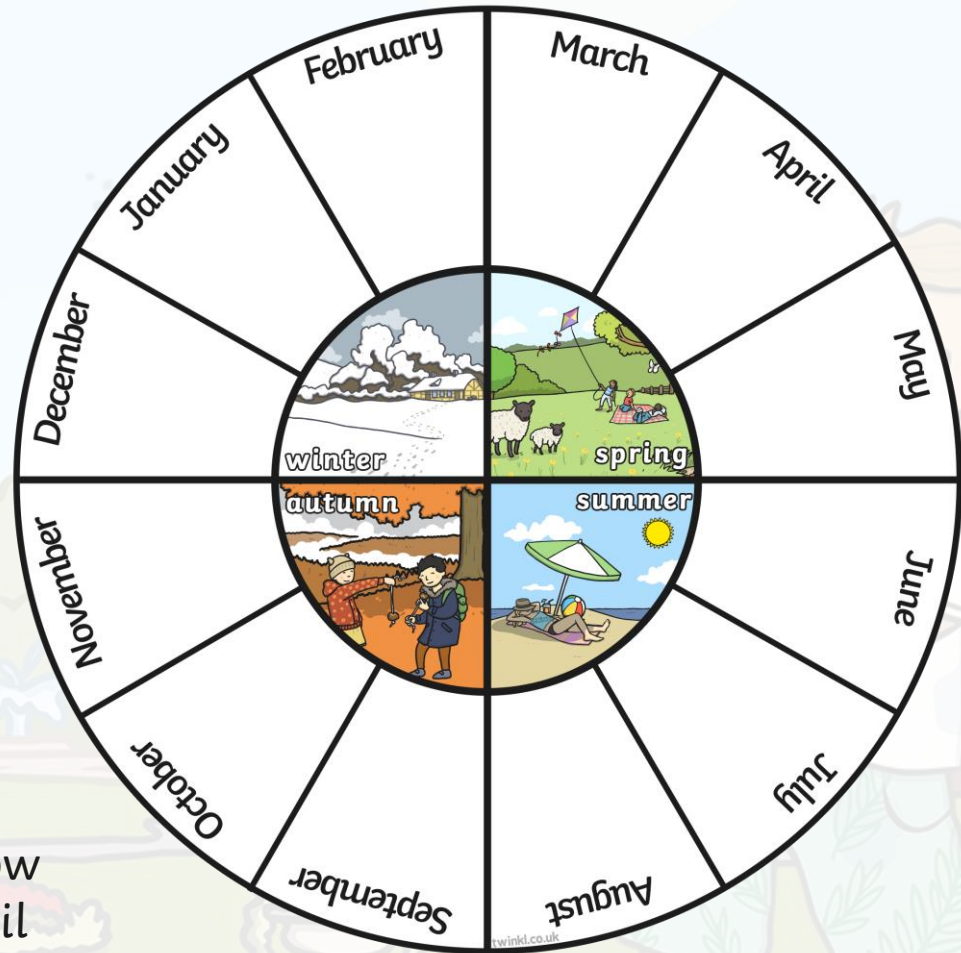 February
March
January
April
December
May
winter
spring
autumn
summer
November
June
October
July
September
August
twinkl.co.uk